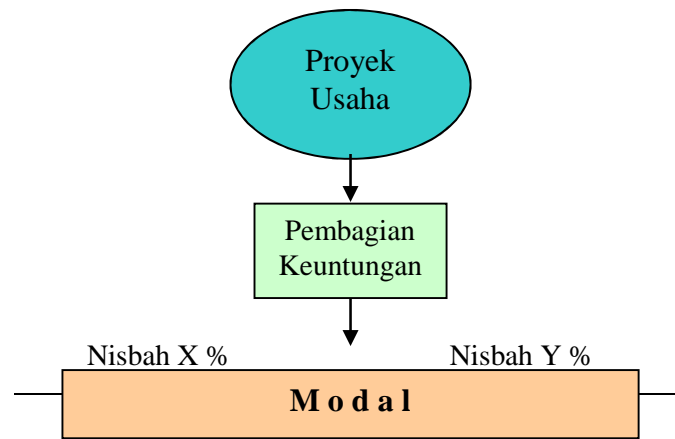 Proyek
Usaha
Pembagian
Keuntungan
Nisbah X %
Nisbah Y %
M o d a l